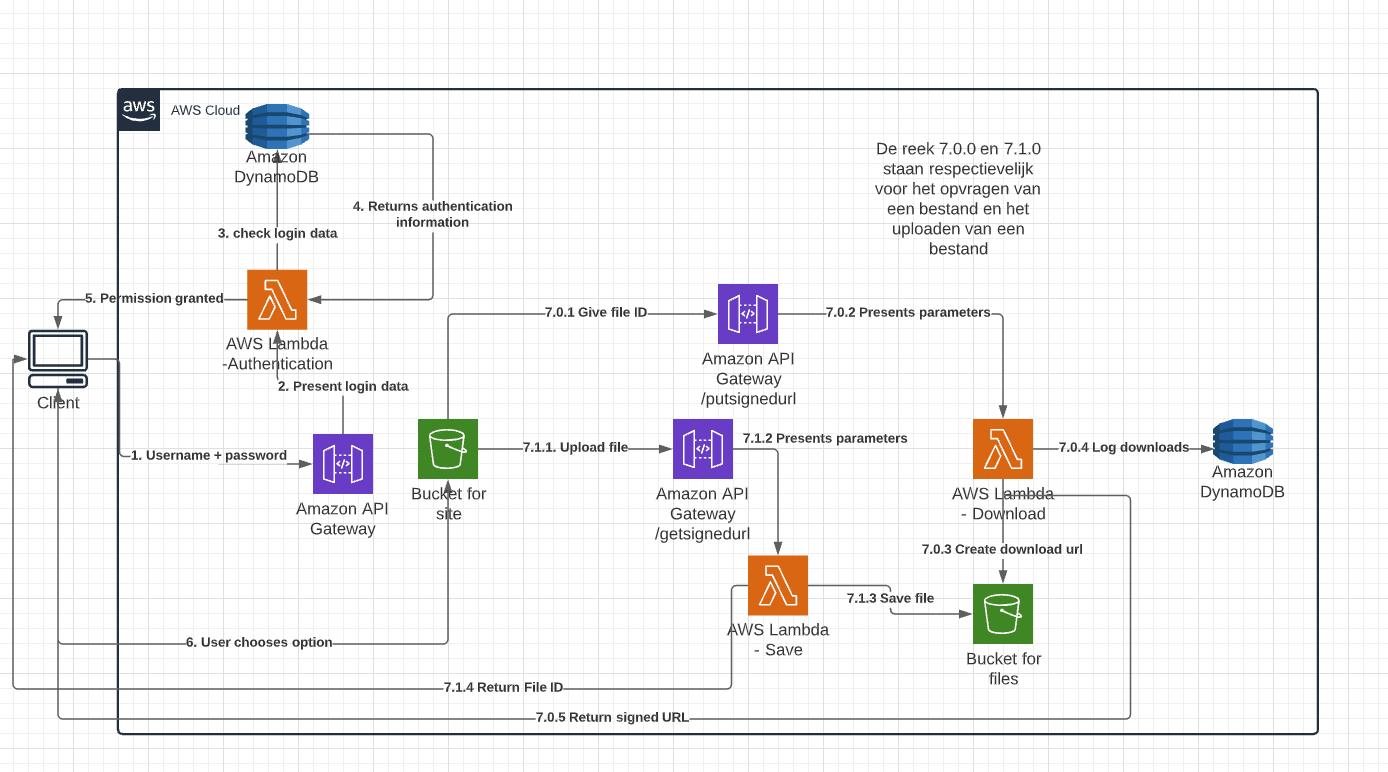 aws
AWS Cloud
Amazon
DynamoDB
De reek 7.0.0 en 7.1.0
staan respectievelijk
voor het opvragen van
een bestand en het
uploaden van een
bestand
4. Returns authentication
information
3. check login data
5. Permission granted
7.0.1 Give file ID
7.0.2 Presents parameters
AWS Lambda
-Authentication
Amazon API
Gateway
/putsignedurl
2. Present login data
Client
1. Username + password
7.1.1. Upload file
7.1.2 Presents parameters
7.0.4 Log downloads
Amazon
DynamoDB
Amazon API
Gateway
Bucket for
site
Amazon API
Gateway
/getsignedurl
AWS Lambda
- Download
7.0.3 Create download url
7.1.3 Save file
AWS Lambda
- Save
Bucket for
files
6. User chooses option
7.1.4 Return File ID
7.0.5 Return signed URL